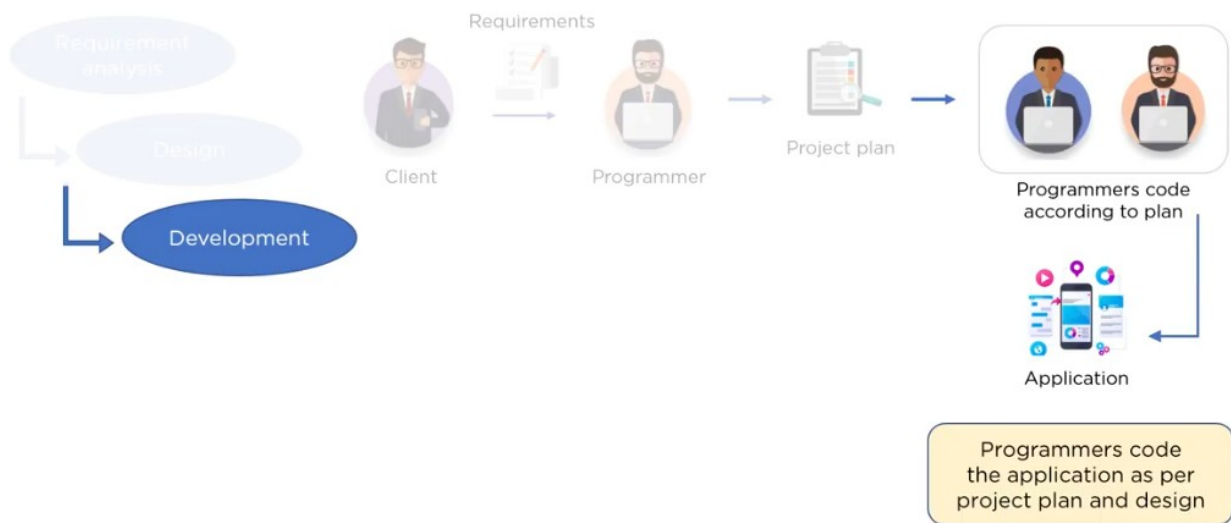 Requirement
analysis
Design
Development
Requirements
Client
Programmer
Project plan
Programmers code
according to plan
Application
Programmers code
the application as per
project plan and design